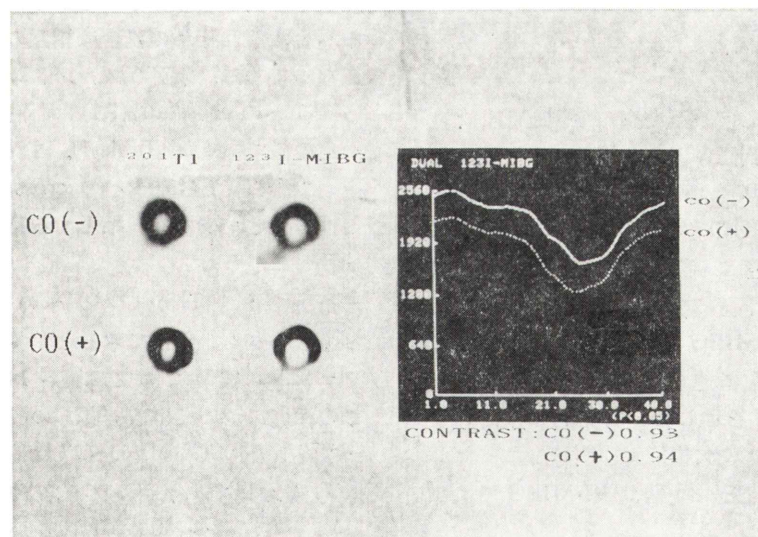 ²⁰¹Tl ¹²³I-MIBG
CO(-)
CO(+)
DUAL 123I-MIBG
2560
1920
1280
640
0
1.0 11.0 21.0 30.0 40.0
(P<0.05)
CO(-)
CO(+)
CONTRAST:CO(-)0.93
CO(+)0.94